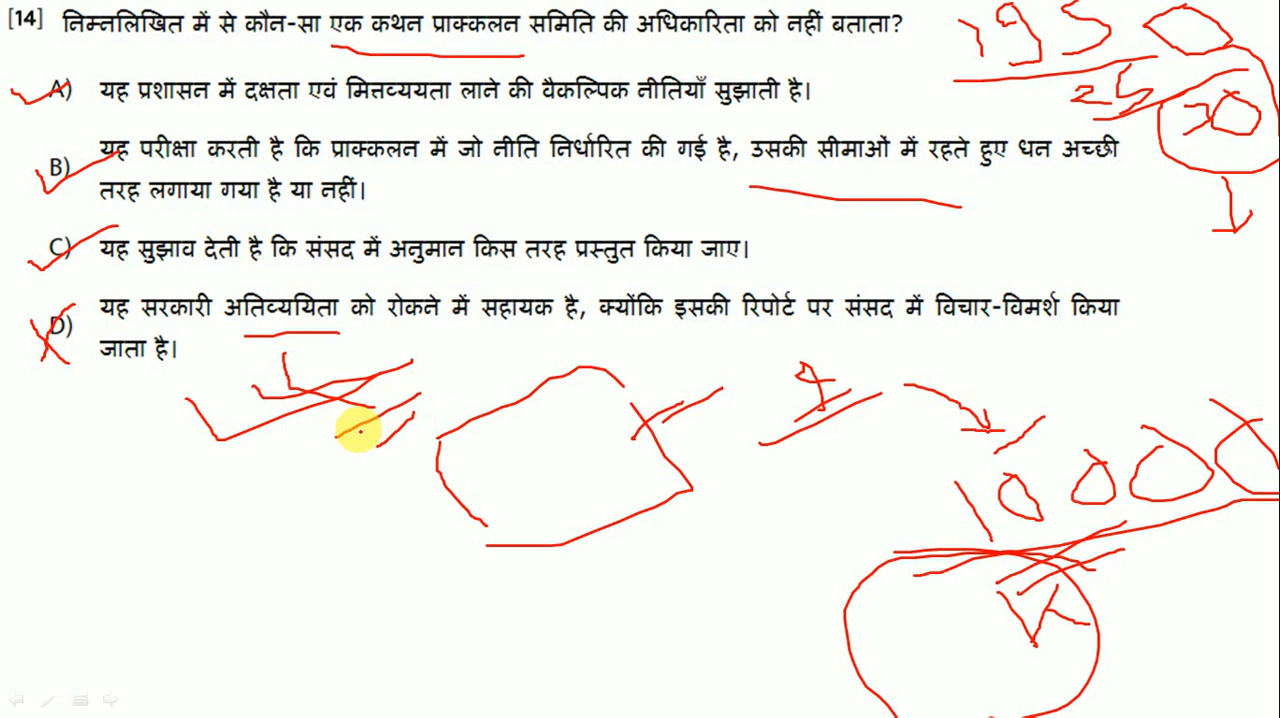 [14] निम्नलिखित में से कौन-सा एक कथन प्राक्कलन समिति की अधिकारिता को नहीं बताता?
A) यह प्रशासन में दक्षता एवं मित्तव्ययता लाने की वैकल्पिक नीतियाँ सुझाती है।
B) यह परीक्षा करती है कि प्राक्कलन में जो नीति निर्धारित की गई है, उसकी सीमाओं में रहते हुए धन अच्छी
तरह लगाया गया है या नहीं।
C) यह सुझाव देती है कि संसद में अनुमान किस तरह प्रस्तुत किया जाए।
D) यह सरकारी अतिव्ययिता को रोकने में सहायक है, क्योंकि इसकी रिपोर्ट पर संसद में विचार-विमर्श किया
जाता है।
1950
25
30